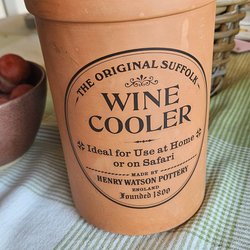 THE ORIGINAL SUFFOLK
WINE
COOLER
Ideal for Use at Home
or on Safari
MADE BY
HENRY WATSON POTTERY
ENGLAND
Founded 1800